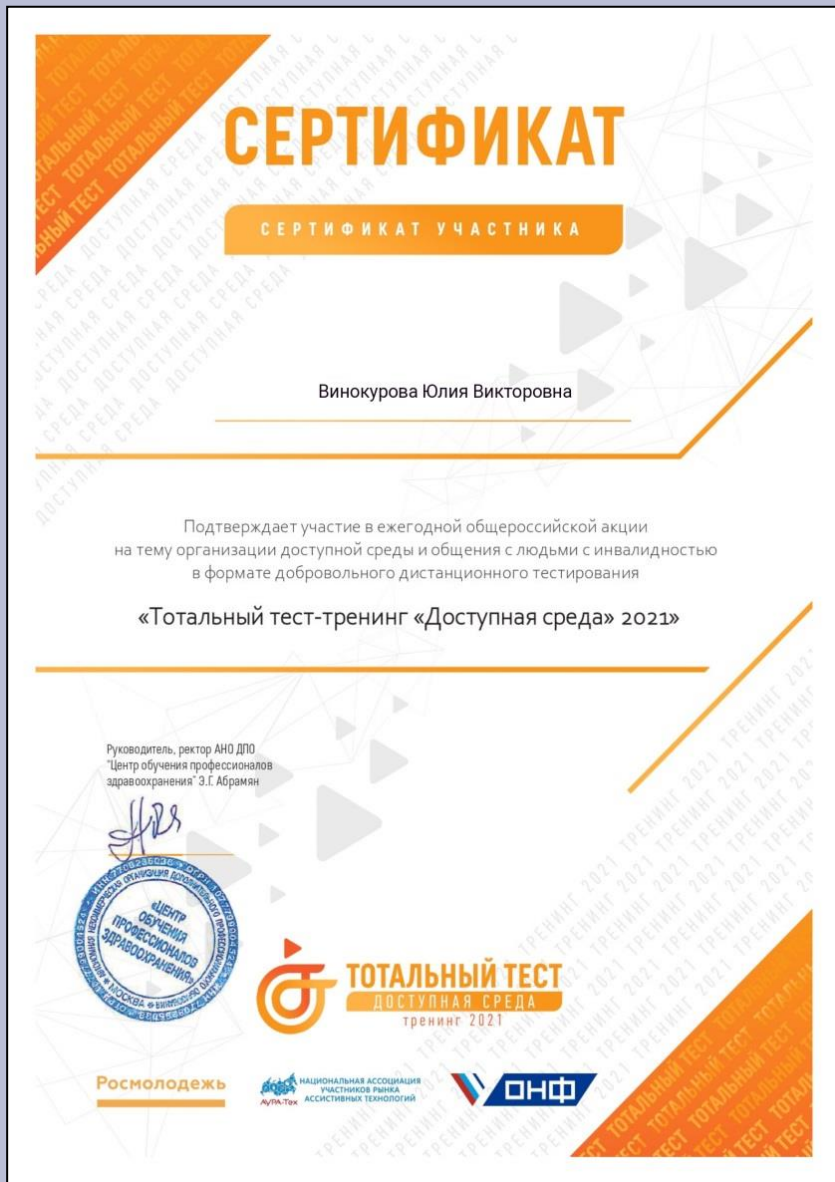 СЕРТИФИКАТ
СЕРТИФИКАТ УЧАСТНИКА
Винокурова Юлия Викторовна
Подтверждает участие в ежегодной общероссийской акции
на тему организации доступной среды и общения с людьми с инвалидностью
в формате добровольного дистанционного тестирования
«Тотальный тест-тренинг «Доступная среда» 2021»
Руководитель, ректор АНО ДПО
"Центр обучения профессионалов
здравоохранения" Э.Г. Абрамян
«ЦЕНТР
ОБУЧЕНИЯ
ПРОФЕССИОНАЛОВ
ЗДРАВООХРАНЕНИЯ»
МОСКВА
ТОТАЛЬНЫЙ ТЕСТ
ДОСТУПНАЯ СРЕДА
тренинг 2021
Росмолодежь
АУРА-Тех
НАЦИОНАЛЬНАЯ АССОЦИАЦИЯ
УЧАСТНИКОВ РЫНКА
АССИСТИВНЫХ ТЕХНОЛОГИЙ
ОНФ